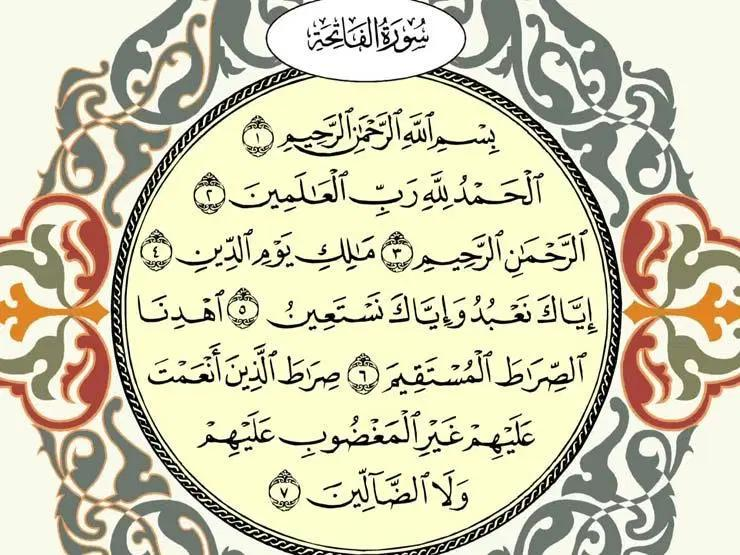 سُورَةُ الفَاتِحَة
بِسْمِ ٱللَّهِ ٱلرَّحْمَٰنِ ٱلرَّحِيمِ ١
ٱلْحَمْدُ لِلَّهِ رَبِّ ٱلْعَٰلَمِينَ ٢
ٱلرَّحْمَٰنِ ٱلرَّحِيمِ ٣ مَٰلِكِ يَوْمِ ٱلدِّينِ ٤
إِيَّاكَ نَعْبُدُ وَإِيَّاكَ نَسْتَعِينُ ٥ ٱهْدِنَا
ٱلصِّرَٰطَ ٱلْمُسْتَقِيمَ ٦ صِرَٰطَ ٱلَّذِينَ أَنْعَمْتَ
عَلَيْهِمْ غَيْرِ ٱلْمَغْضُوبِ عَلَيْهِمْ
وَلَا ٱلضَّآلِّينَ ٧